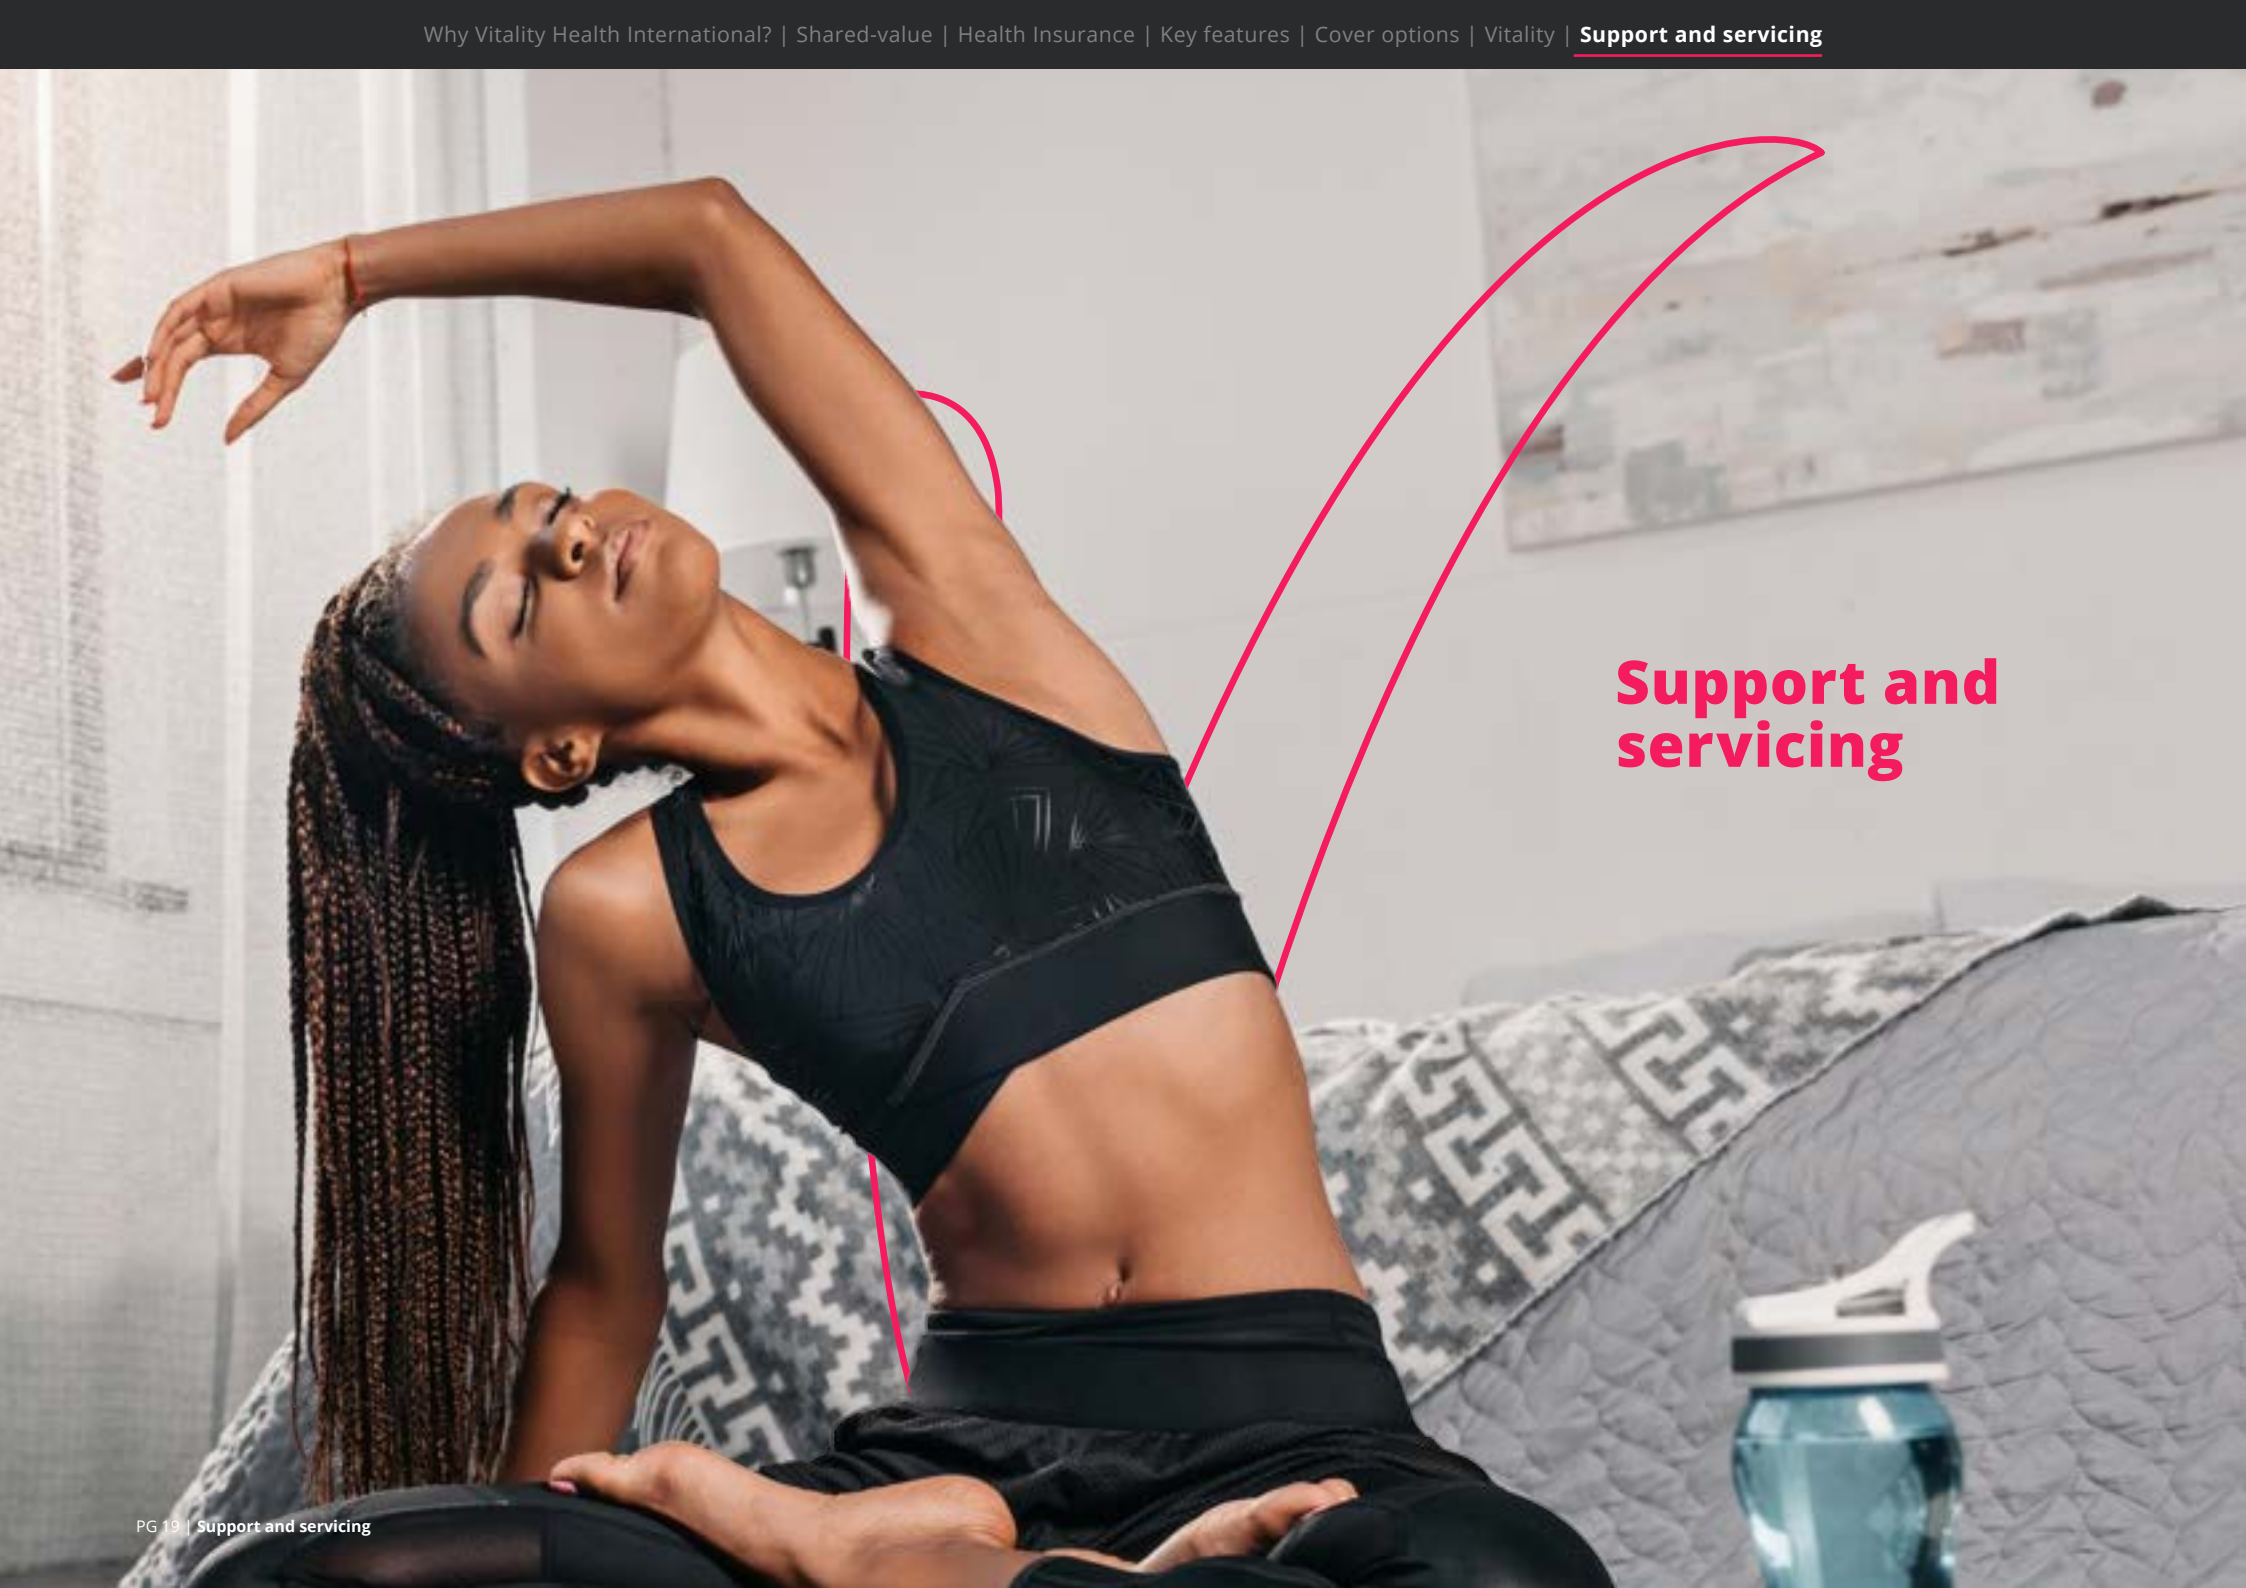 Why Vitality Health International? | Shared-value | Health Insurance | Key features | Cover options | Vitality | Support and servicing
Support and
servicing
PG 19 | Support and servicing